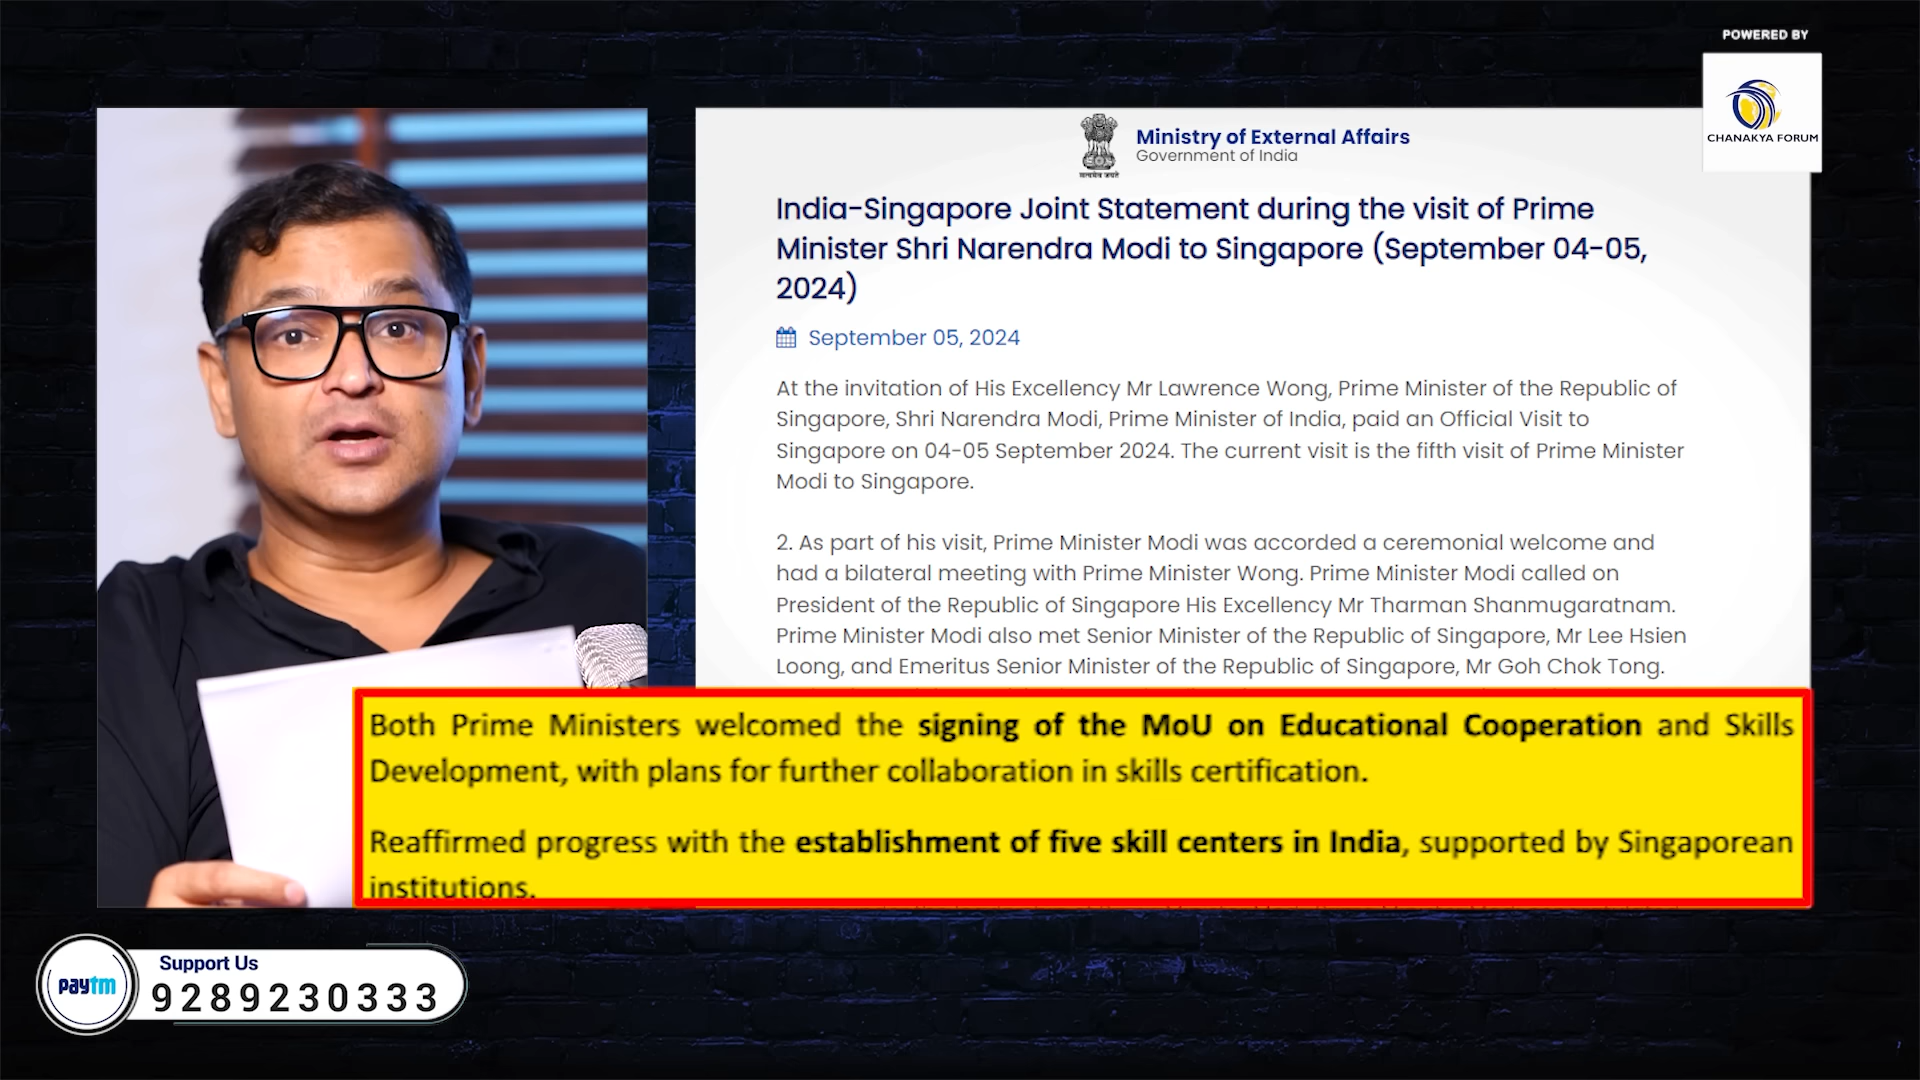 POWERED BY
CHANAKYA FORUM
Ministry of External Affairs
Government of India
सत्यमेव जयते
India-Singapore Joint Statement during the visit of Prime
Minister Shri Narendra Modi to Singapore (September 04-05,
2024)
September 05, 2024
At the invitation of His Excellency Mr Lawrence Wong, Prime Minister of the Republic of
Singapore, Shri Narendra Modi, Prime Minister of India, paid an Official Visit to
Singapore on 04-05 September 2024. The current visit is the fifth visit of Prime Minister
Modi to Singapore.
2. As part of his visit, Prime Minister Modi was accorded a ceremonial welcome and
had a bilateral meeting with Prime Minister Wong. Prime Minister Modi called on
President of the Republic of Singapore His Excellency Mr Tharman Shanmugaratnam.
Prime Minister Modi also met Senior Minister of the Republic of Singapore, Mr Lee Hsien
Loong, and Emeritus Senior Minister of the Republic of Singapore, Mr Goh Chok Tong.
Both Prime Ministers welcomed the signing of the MoU on Educational Cooperation and Skills
Development, with plans for further collaboration in skills certification.
Reaffirmed progress with the establishment of five skill centers in India, supported by Singaporean
institutions.
Support Us
paytm
9289230333